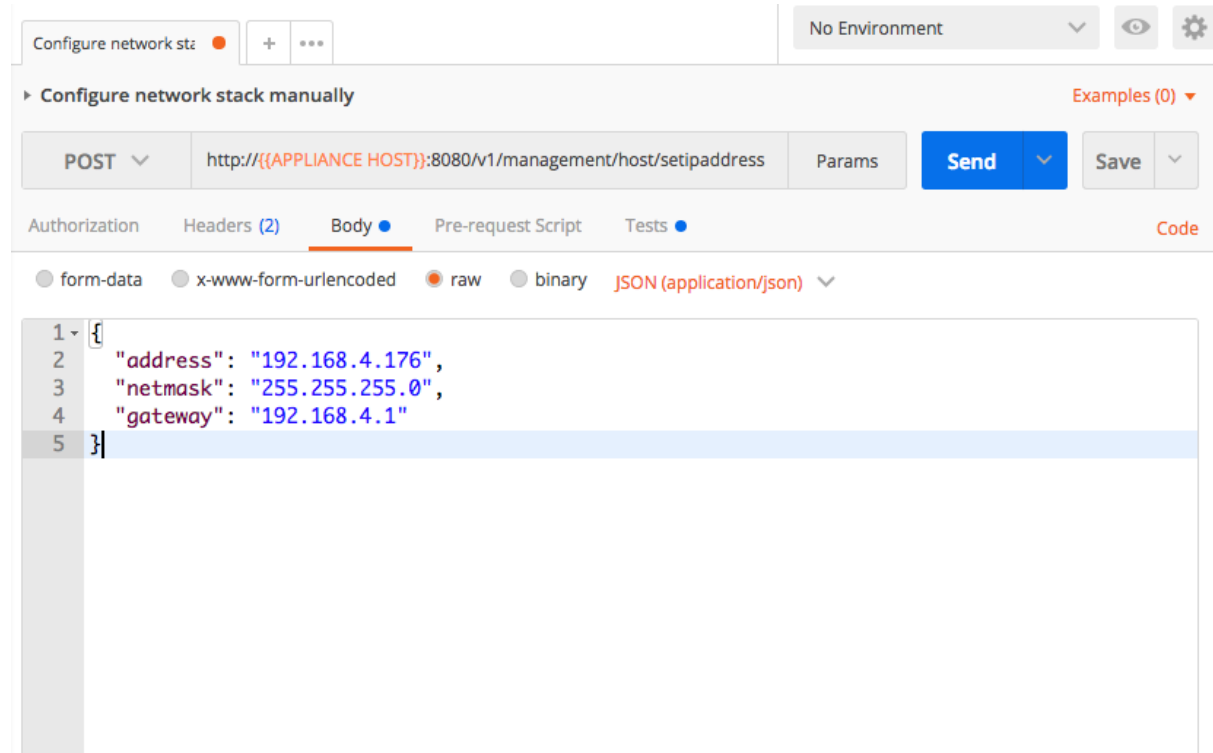 Configure network sta
+
No Environment
Configure network stack manually
Examples (0)
POST
http://{{APPLIANCE HOST}}:8080/v1/management/host/setipaddress
Params
Send
Save
Authorization
Headers (2)
Body
Pre-request Script
Tests
Code
form-data
x-www-form-urlencoded
raw
binary
JSON (application/json)
1 {
2 "address": "192.168.4.176",
3 "netmask": "255.255.255.0",
4 "gateway": "192.168.4.1"
5 }